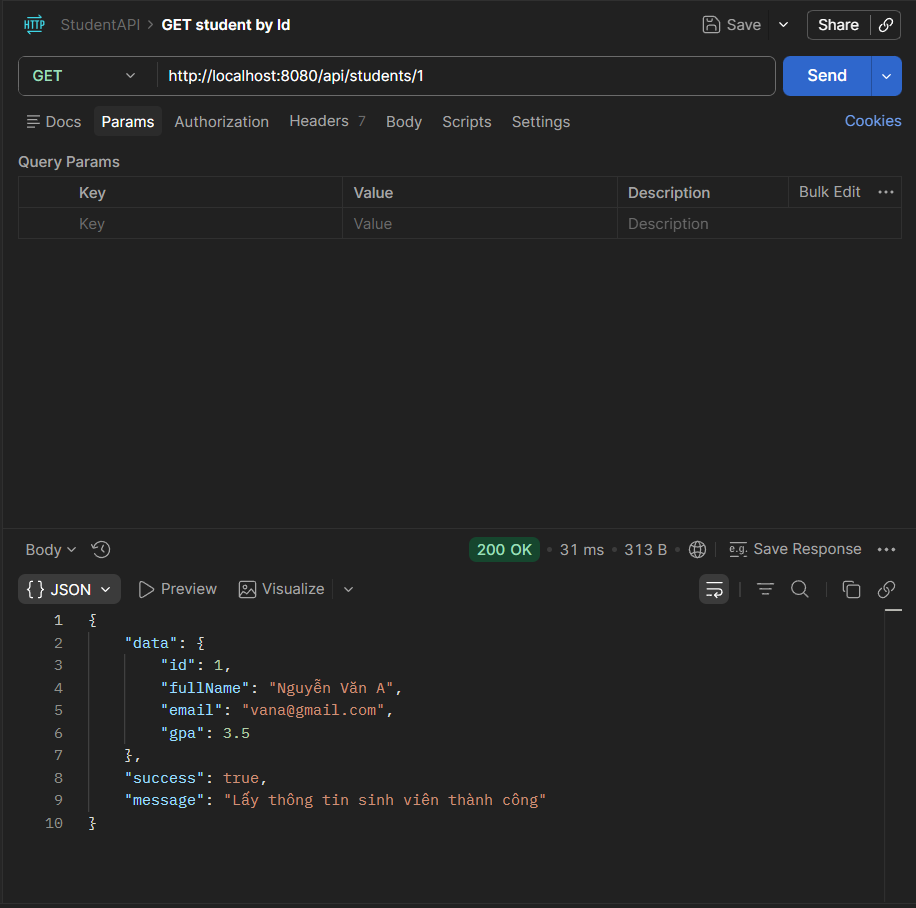 HTTP StudentAPI > GET student by Id Save Share
GET http://localhost:8080/api/students/1 Send
Docs Params Authorization Headers 7 Body Scripts Settings Cookies
Query Params
Key Value Description Bulk Edit
Key Value Description
Body 200 OK • 31 ms • 313 B • e.g. Save Response
{} JSON Preview Visualize
1 {
2 "data": {
3 "id": 1,
4 "fullName": "Nguyễn Văn A",
5 "email": "vana@gmail.com",
6 "gpa": 3.5
7 },
8 "success": true,
9 "message": "Lấy thông tin sinh viên thành công"
10 }